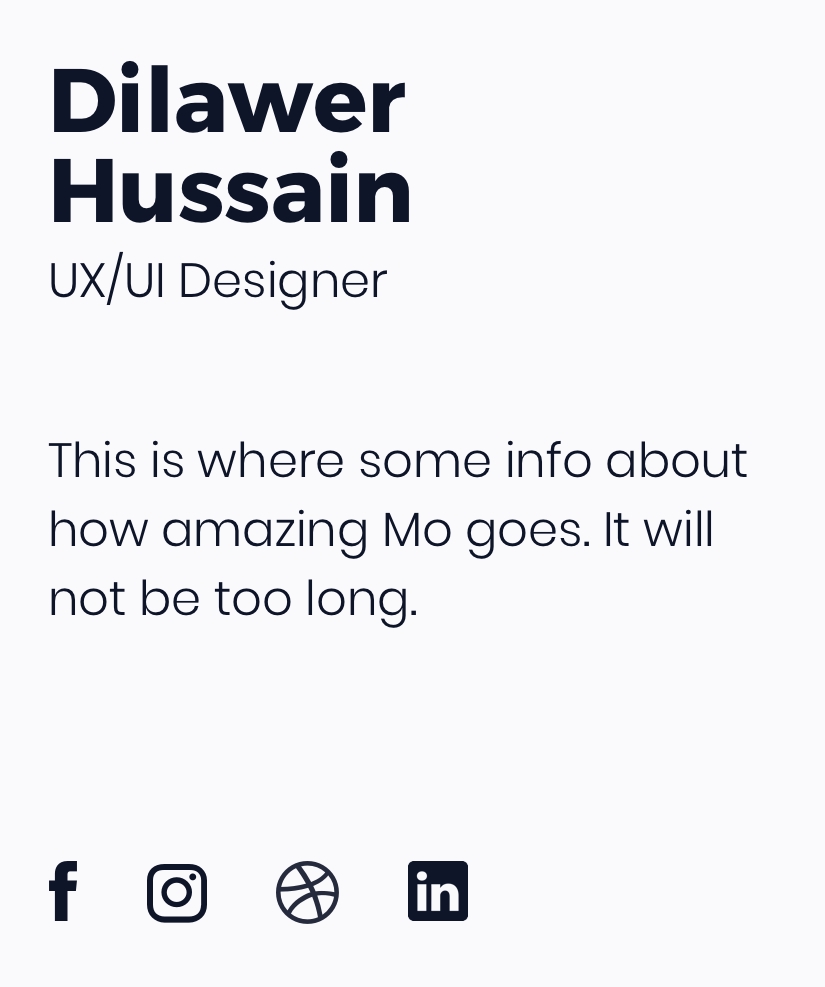 Dilawer
Hussain
UX/UI Designer
This is where some info about
how amazing Mo goes. It will
not be too long.
f
in